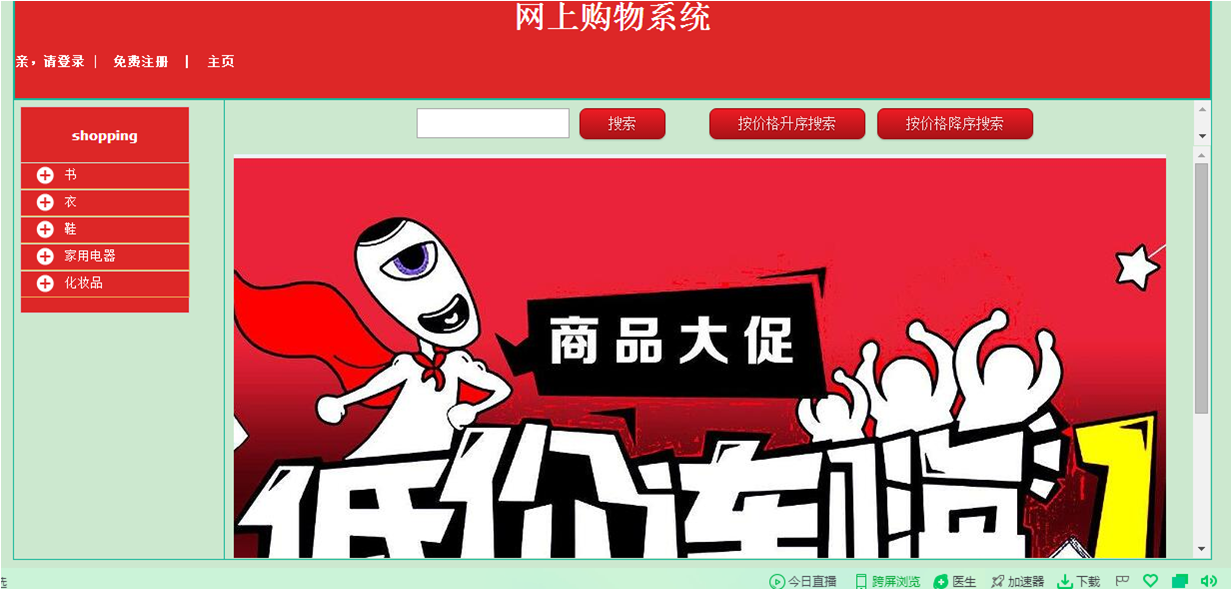 网上购物系统
亲，请登录 | 免费注册 | 主页
shopping
书
衣
鞋
家用电器
化妆品
搜索 按价格升序搜索 按价格降序搜索
商品大促
低价连嗨1
今日直播 跨屏浏览 医生 加速器 下载